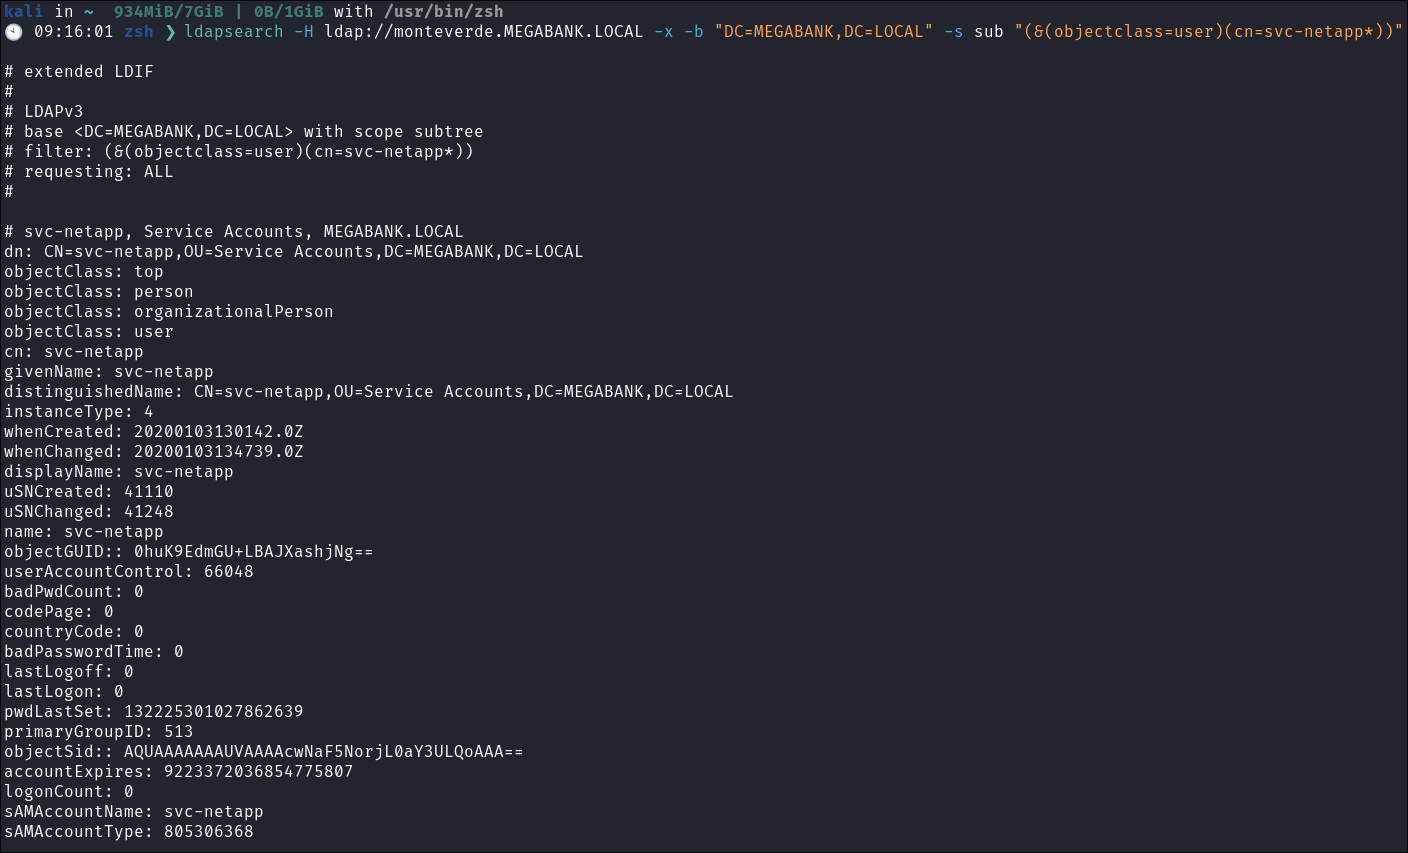 kali in ~  934MiB/7GiB | 0B/1GiB with /usr/bin/zsh
09:16:01 zsh ❯ ldapsearch -H ldap://monteverde.MEGABANK.LOCAL -x -b "DC=MEGABANK,DC=LOCAL" -s sub "(&(objectclass=user)(cn=svc-netapp*))"
# extended LDIF
#
# LDAPv3
# base <DC=MEGABANK,DC=LOCAL> with scope subtree
# filter: (&(objectclass=user)(cn=svc-netapp*))
# requesting: ALL
#
# svc-netapp, Service Accounts, MEGABANK.LOCAL
dn: CN=svc-netapp,OU=Service Accounts,DC=MEGABANK,DC=LOCAL
objectClass: top
objectClass: person
objectClass: organizationalPerson
objectClass: user
cn: svc-netapp
givenName: svc-netapp
distinguishedName: CN=svc-netapp,OU=Service Accounts,DC=MEGABANK,DC=LOCAL
instanceType: 4
whenCreated: 20200103130142.0Z
whenChanged: 20200103134739.0Z
displayName: svc-netapp
uSNCreated: 41110
uSNChanged: 41248
name: svc-netapp
objectGUID:: 0huK9EdmGU+LBAJXashjNg==
userAccountControl: 66048
badPwdCount: 0
codePage: 0
countryCode: 0
badPasswordTime: 0
lastLogoff: 0
lastLogon: 0
pwdLastSet: 132225301027862639
primaryGroupID: 513
objectSid:: AQUAAAAAAAUVAAAAcwNaF5NorjL0aY3ULQoAAA==
accountExpires: 9223372036854775807
logonCount: 0
sAMAccountName: svc-netapp
sAMAccountType: 805306368